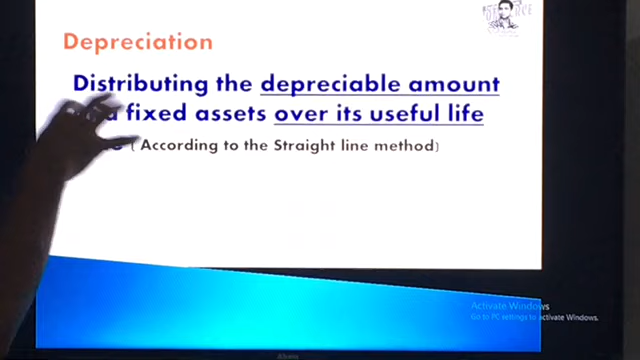 Depreciation
Distributing the depreciable amount
fixed assets over its useful life
( According to the Straight line method)
Activate Windows
Go to PC settings to activate Windows.